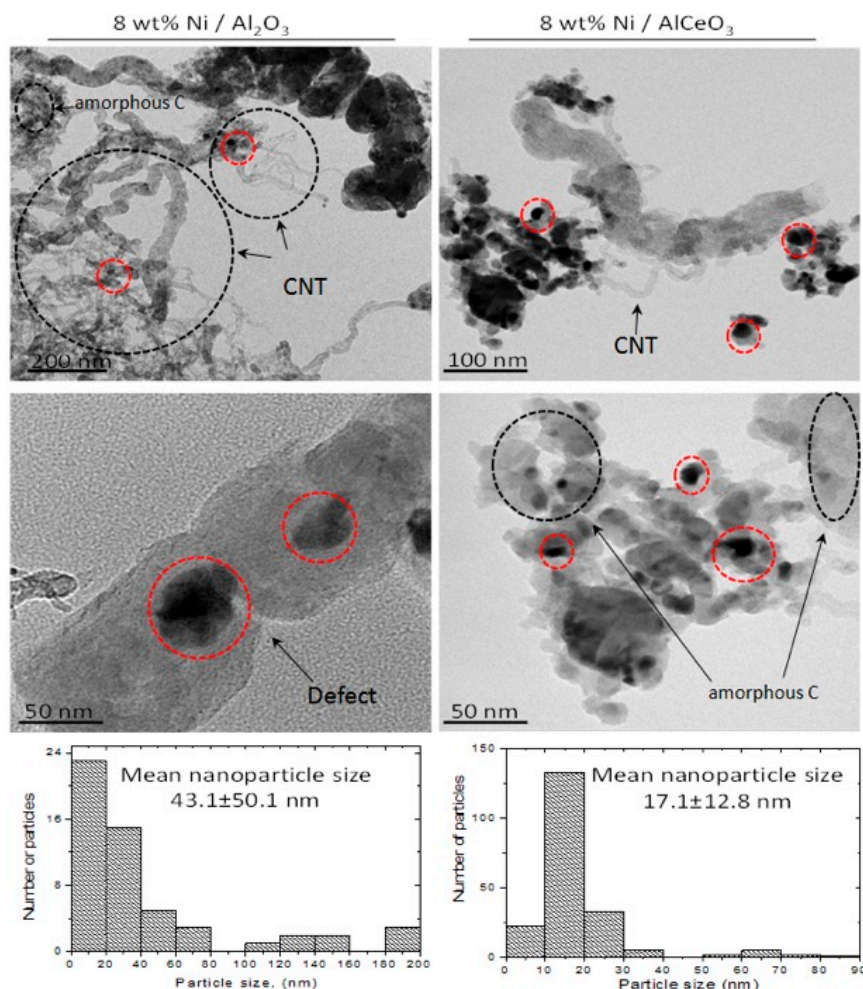 8 wt% Ni / Al₂O₃
8 wt% Ni / AlCeO₃
amorphous C
CNT
200 nm
CNT
100 nm
Defect
50 nm
amorphous C
50 nm
Mean nanoparticle size
43.1±50.1 nm
Number or particles
24
16
8
0
0 20 40 60 80 100 120 140 160 180 200
Particle size, (nm)
Mean nanoparticle size
17.1±12.8 nm
Number of particles
150
100
50
0
0 10 20 30 40 50 60 70 80 90
Particle size (nm)